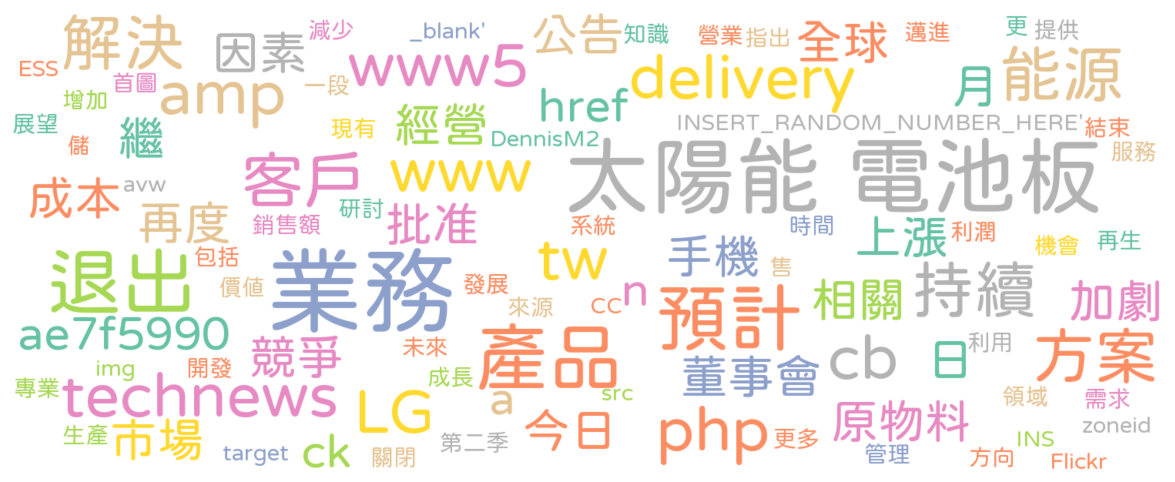 解決
因素
減少
_blank'
公告
知識
營業
指出
全球
邁進
更
提供
ESS
首圖
www5
amp
一段
delivery
月
能源
增加
展望
儲
繼
現有
經營
href
DennisM2
INSERT_RANDOM_NUMBER_HERE'
結束
服務
成本
avw
客戶
www
太陽能 電池板
再度
銷售額
研討
批准
系統
時間
上漲
利潤
機會
再生
退出
包括
價值
業務
發展
tw
手機
售
來源
cc
n
預計
相關
持續
加劇
ae7f5990
競爭
未來
產品
董事會
cb
日
利用
方案
專業
img
開發
technews
LG
成長
a
src
領域
需求
生產
市場
target
ck
關閉
第二季
今日
php
更多
原物料
管理
方向
INS
zoneid
Flickr